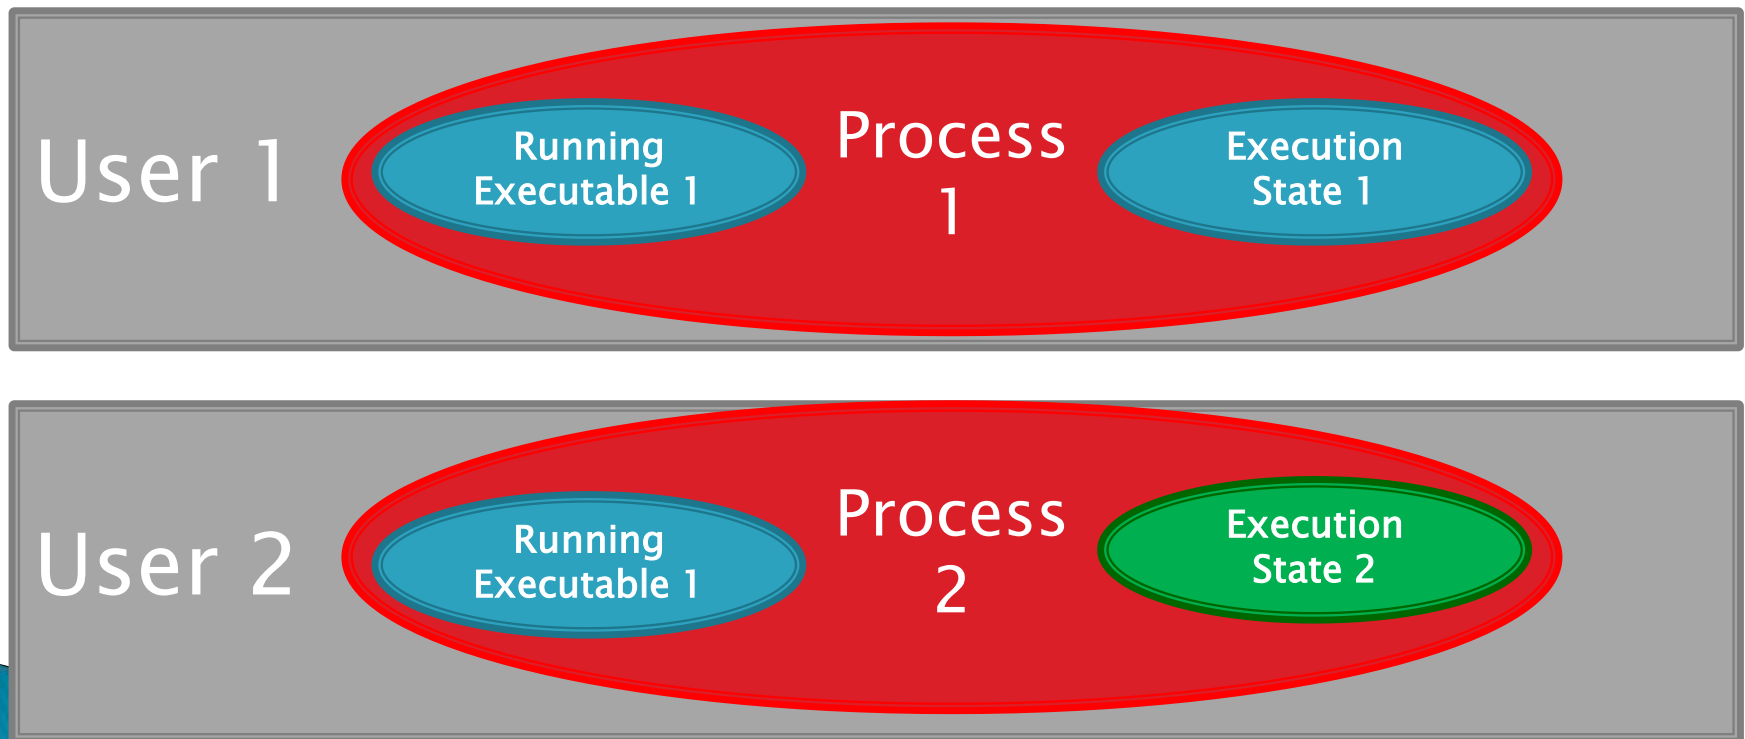 User 1
Running
Executable 1
Process
1
Execution
State 1
User 2
Running
Executable 1
Process
2
Execution
State 2